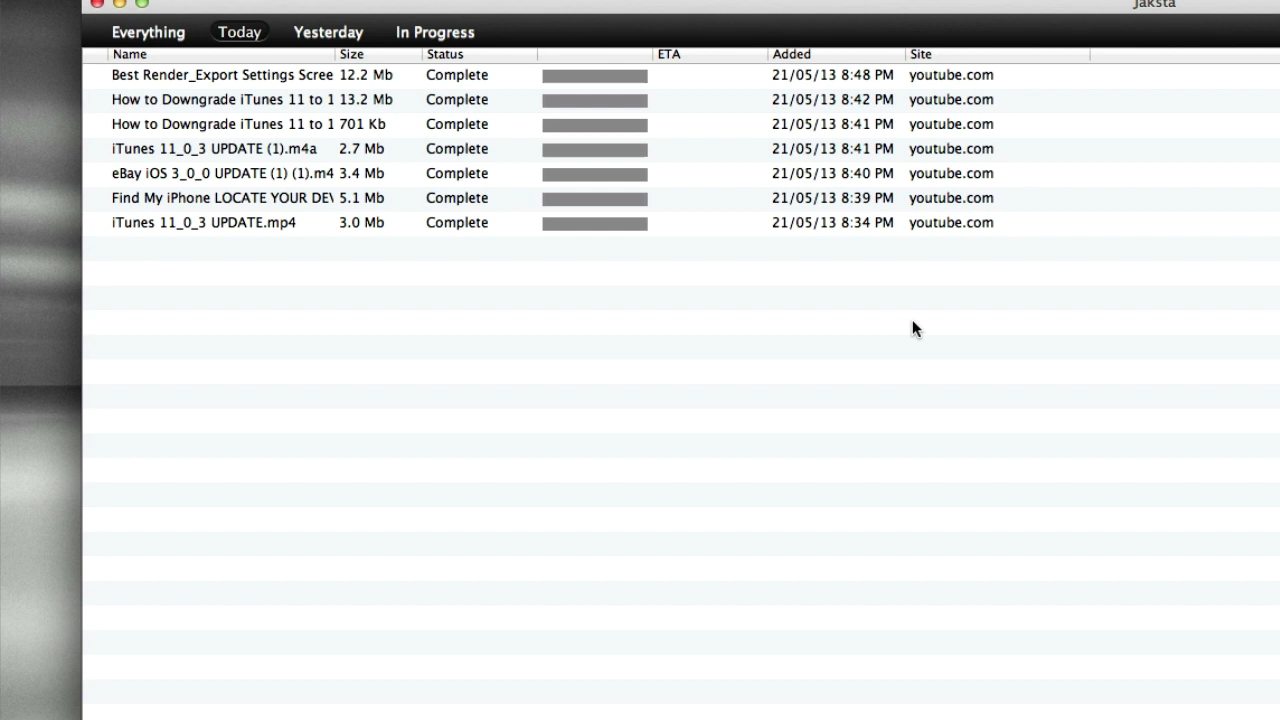 Jaksta
Everything Today Yesterday In Progress
Name Size Status ETA Added Site
Best Render_Export Settings Scree 12.2 Mb Complete 21/05/13 8:48 PM youtube.com
How to Downgrade iTunes 11 to 1 13.2 Mb Complete 21/05/13 8:42 PM youtube.com
How to Downgrade iTunes 11 to 1 701 Kb Complete 21/05/13 8:41 PM youtube.com
iTunes 11_0_3 UPDATE (1).m4a 2.7 Mb Complete 21/05/13 8:41 PM youtube.com
eBay iOS 3_0_0 UPDATE (1) (1).m4 3.4 Mb Complete 21/05/13 8:40 PM youtube.com
Find My iPhone LOCATE YOUR DEV 5.1 Mb Complete 21/05/13 8:39 PM youtube.com
iTunes 11_0_3 UPDATE.mp4 3.0 Mb Complete 21/05/13 8:34 PM youtube.com